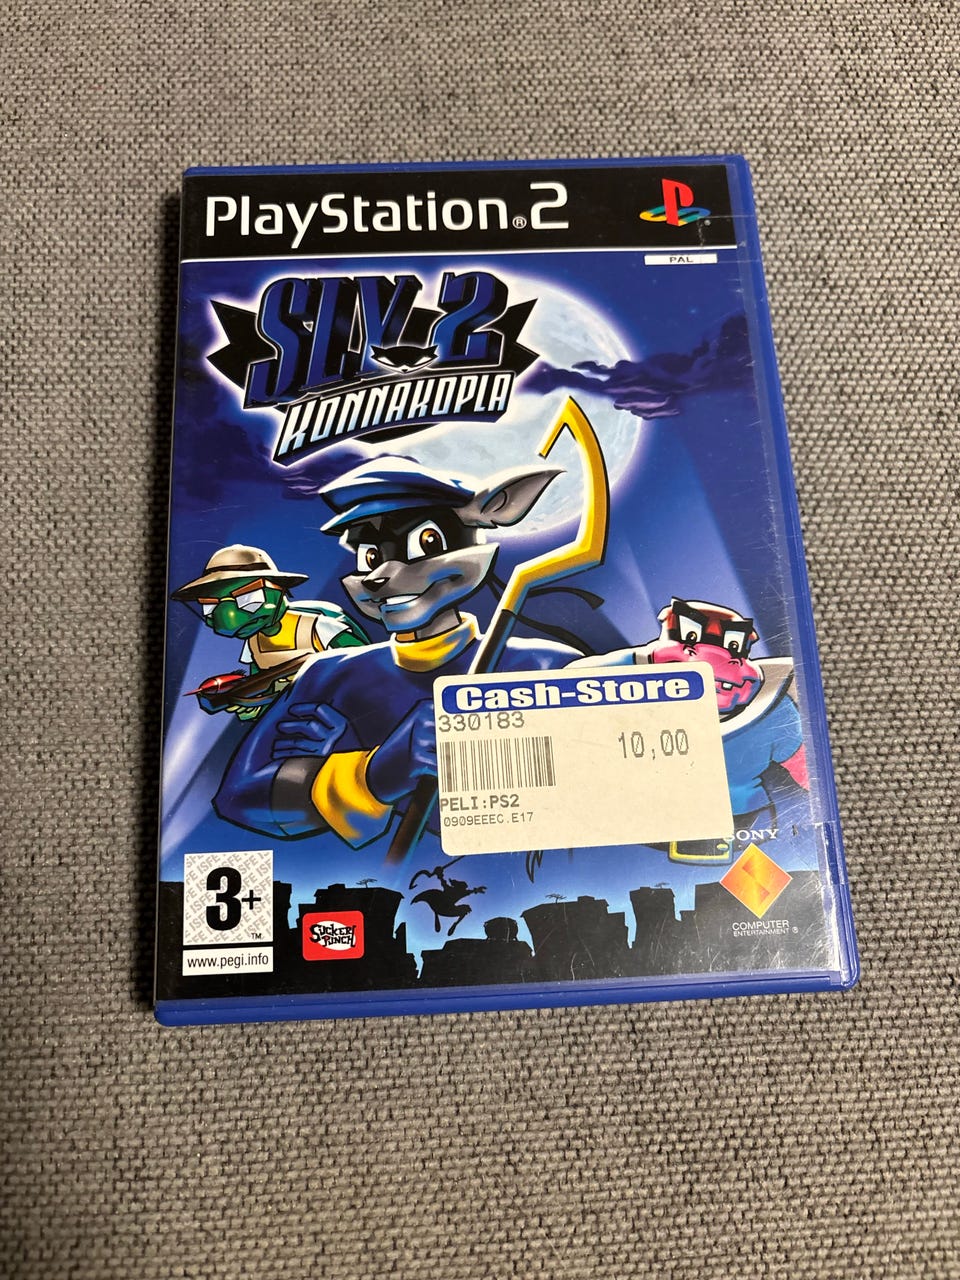 PlayStation®2
PAL
SLY 2
KONNAKOPLA
Cash-Store
330183
10,00
PELI:PS2
0909EEEC.E17
SONY
COMPUTER
ENTERTAINMENT®
3+
TM
www.pegi.info
SUCKER
PUNCH